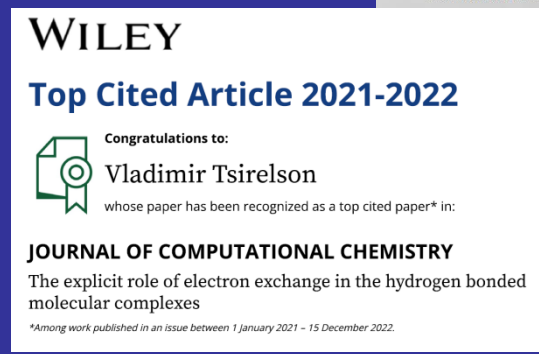 WILEY
Top Cited Article 2021-2022
Congratulations to:
Vladimir Tsirelson
whose paper has been recognized as a top cited paper* in:
JOURNAL OF COMPUTATIONAL CHEMISTRY
The explicit role of electron exchange in the hydrogen bonded
molecular complexes
*Among work published in an issue between 1 January 2021 – 15 December 2022.